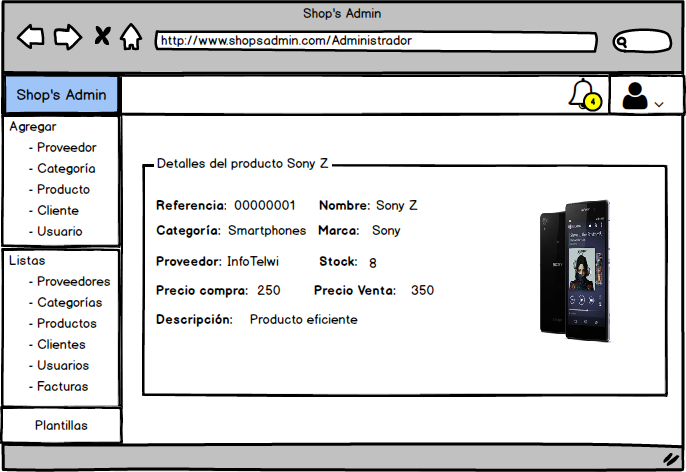 Shop's Admin
http://www.shopsadmin.com/Administrador
Shop's Admin
4
Agregar
- Proveedor
- Categoría
- Producto
- Cliente
- Usuario
Listas
- Proveedores
- Categorías
- Productos
- Clientes
- Usuarios
- Facturas
Plantillas
Detalles del producto Sony Z
Referencia: 00000001 Nombre: Sony Z
Categoría: Smartphones Marca: Sony
Proveedor: InfoTelwi Stock: 8
Precio compra: 250 Precio Venta: 350
Descripción: Producto eficiente
SONY